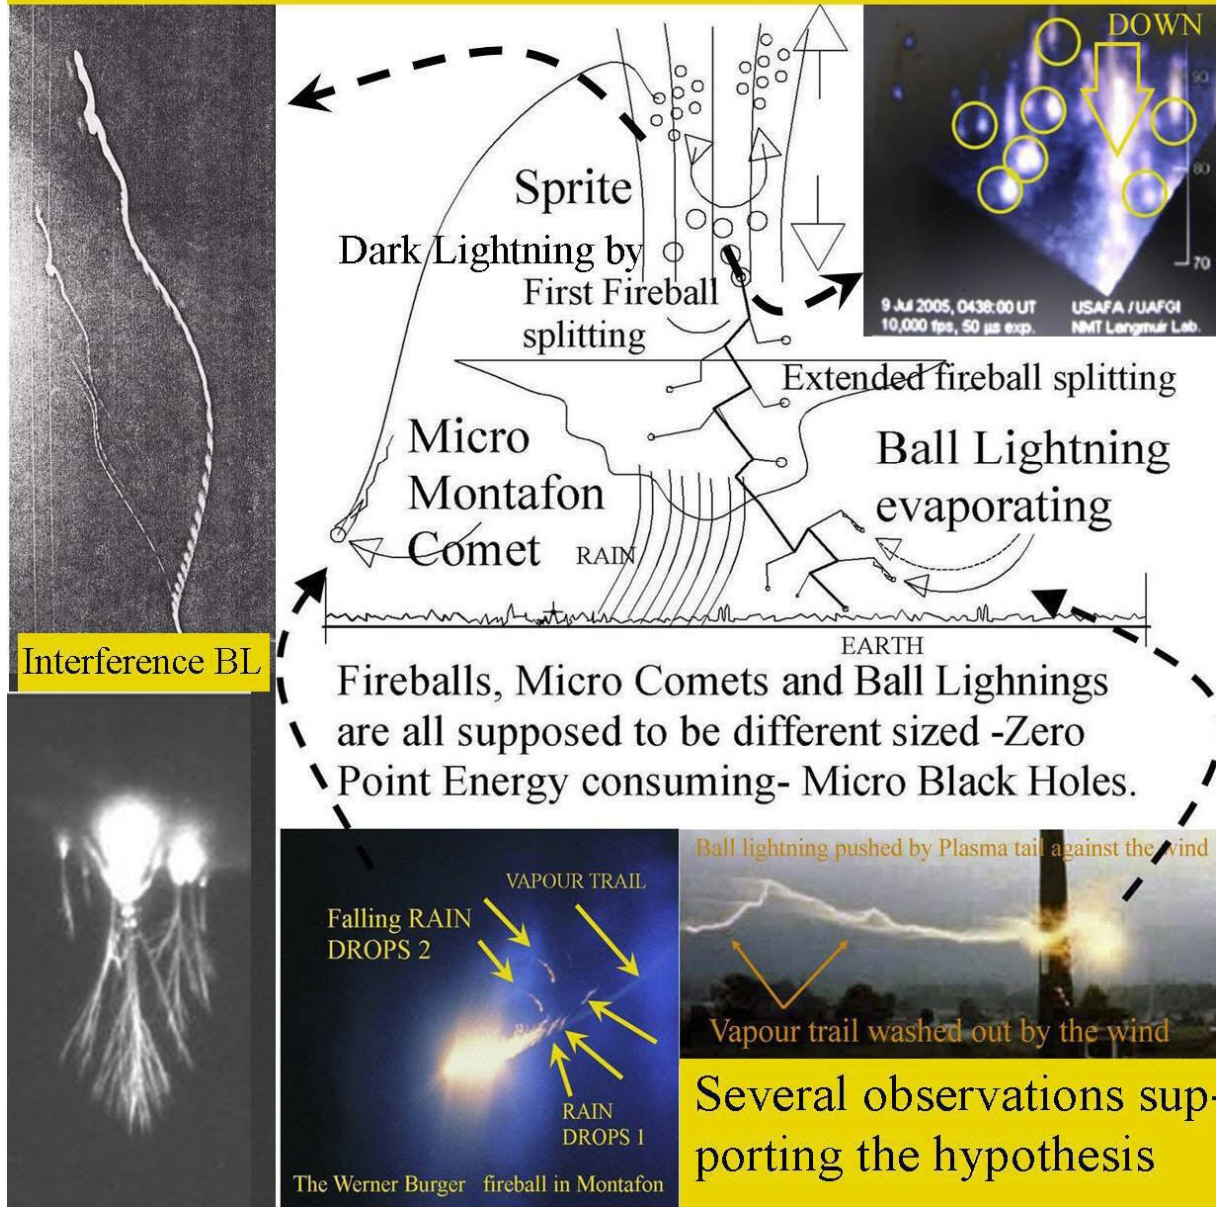 DOWN
90
80
70
9 Jul 2005, 0438:00 UT
10,000 fps, 50 µs exp.
USAFA / UAFGI
NMT Langmuir Lab.
Sprite
Dark Lightning by
First Fireball
splitting
Extended fireball splitting
Micro
Montafon
Comet
RAIN
Ball Lightning
evaporating
EARTH
Interference BL
Fireballs, Micro Comets and Ball Lighnings
are all supposed to be different sized -Zero
Point Energy consuming- Micro Black Holes.
VAPOUR TRAIL
Falling RAIN
DROPS 2
RAIN
DROPS 1
The Werner Burger fireball in Montafon
Ball lightning pushed by Plasma tail against the wind
Vapour trail washed out by the wind
Several observations sup-
porting the hypothesis